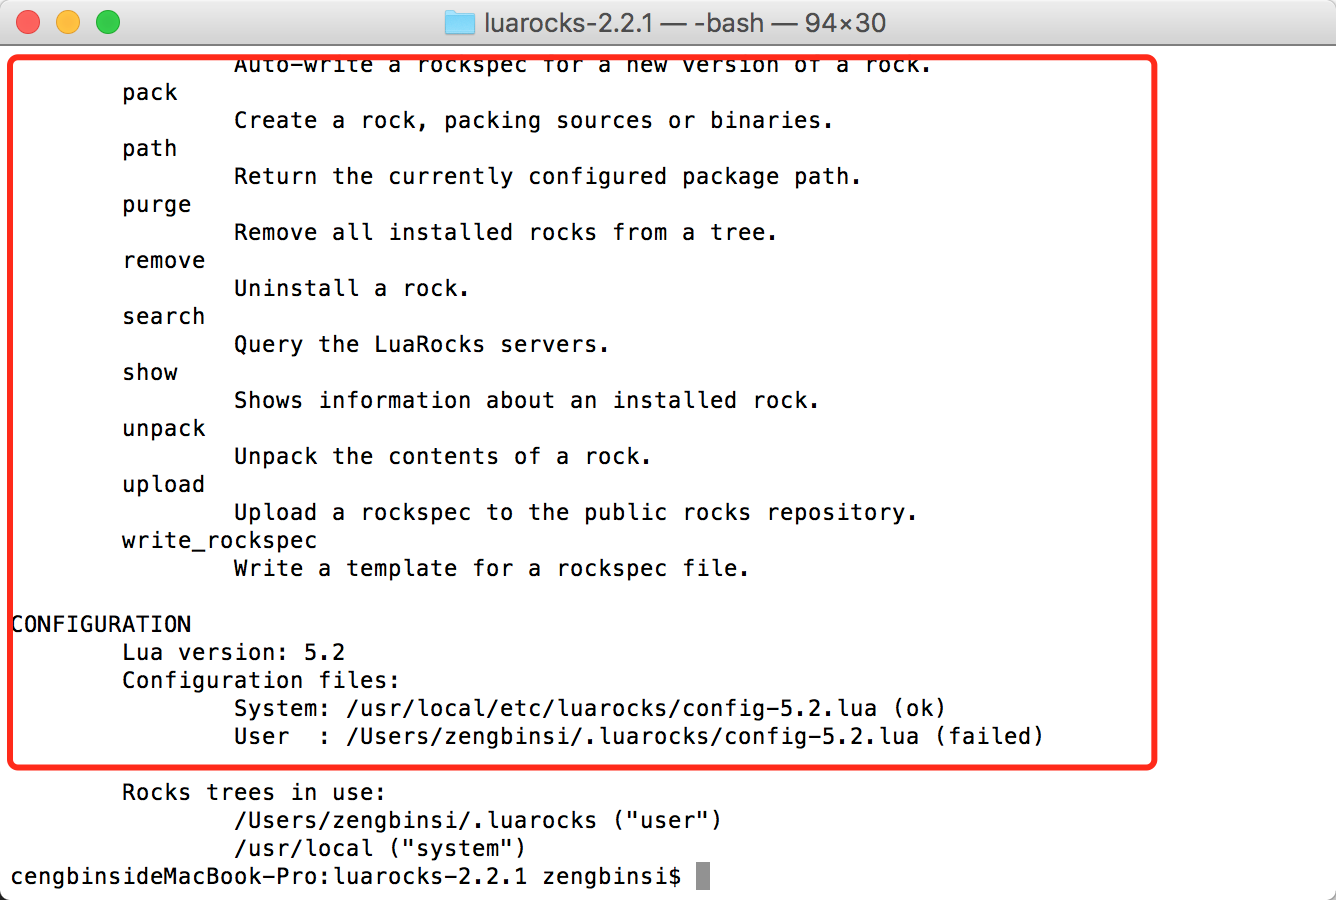 luarocks-2.2.1 — -bash — 94×30
Auto-write a rockspec for a new version of a rock.
pack
Create a rock, packing sources or binaries.
path
Return the currently configured package path.
purge
Remove all installed rocks from a tree.
remove
Uninstall a rock.
search
Query the LuaRocks servers.
show
Shows information about an installed rock.
unpack
Unpack the contents of a rock.
upload
Upload a rockspec to the public rocks repository.
write_rockspec
Write a template for a rockspec file.
CONFIGURATION
Lua version: 5.2
Configuration files:
System: /usr/local/etc/luarocks/config-5.2.lua (ok)
User  : /Users/zengbinsi/.luarocks/config-5.2.lua (failed)
Rocks trees in use:
/Users/zengbinsi/.luarocks ("user")
/usr/local ("system")
cengbinsideMacBook-Pro:luarocks-2.2.1 zengbinsi$